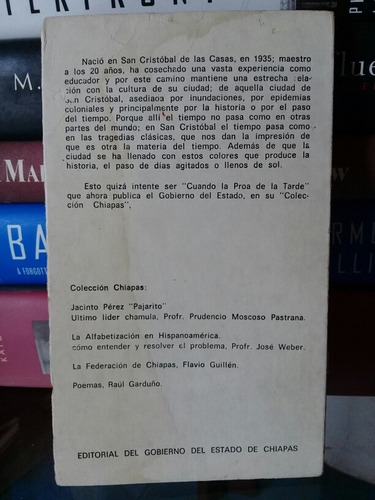 Nació en San Cristóbal de las Casas, en 1935; maestro
a los 20 años, ha cosechado una vasta experiencia como
educador y por este camino mantiene una estrecha relación
con la cultura de su ciudad; de aquella ciudad de
San Cristóbal, asediada por inundaciones, por epidemias
coloniales y principalmente por la historia o por el paso
del tiempo. Porque allí el tiempo no pasa como en otras
partes del mundo; en San Cristóbal el tiempo pasa como
en las tragedias clásicas, que nos dan la impresión de
que es otra la materia del tiempo. Además de que la
ciudad se ha llenado con estos colores que produce la
historia, el paso de días agitados o llenos de sol.
Esto quizá intente ser "Cuando la Proa de la Tarde"
que ahora publica el Gobierno del Estado, en su "Colección
Chiapas",
Colección Chiapas:
Jacinto Pérez "Pajarito"
Ultimo líder chamula, Profr. Prudencio Moscoso Pastrana.
La Alfabetización en Hispanoamérica.
cómo entender y resolver el problema, Profr. José Weber.
La Federación de Chiapas, Flavio Guillén.
Poemas, Raúl Garduño.
EDITORIAL DEL GOBIERNO DEL ESTADO DE CHIAPAS
M.
BA
A FORGOTT